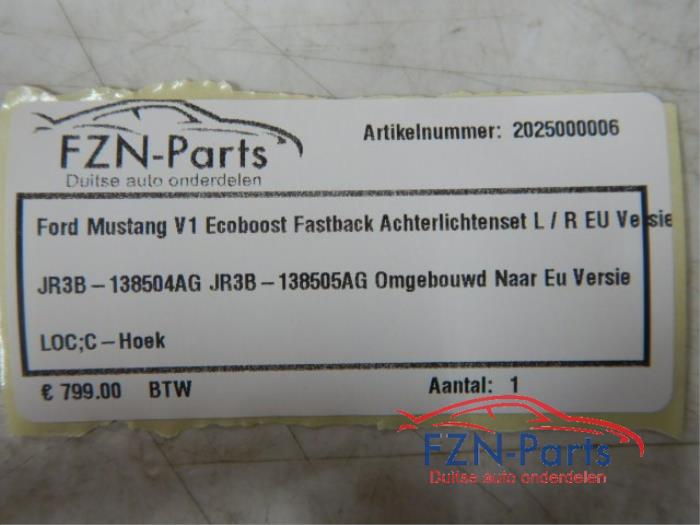 FZN-Parts
Duitse auto onderdelen
Artikelnummer: 2025000006
Ford Mustang V1 Ecoboost Fastback Achterlichtenset L / R EU Versie
JR3B-138504AG JR3B-138505AG Omgebouwd Naar Eu Versie
LOC;C-Hoek
€ 799.00 BTW
Aantal: 1
FZN-Parts
Duitse auto onderdelen